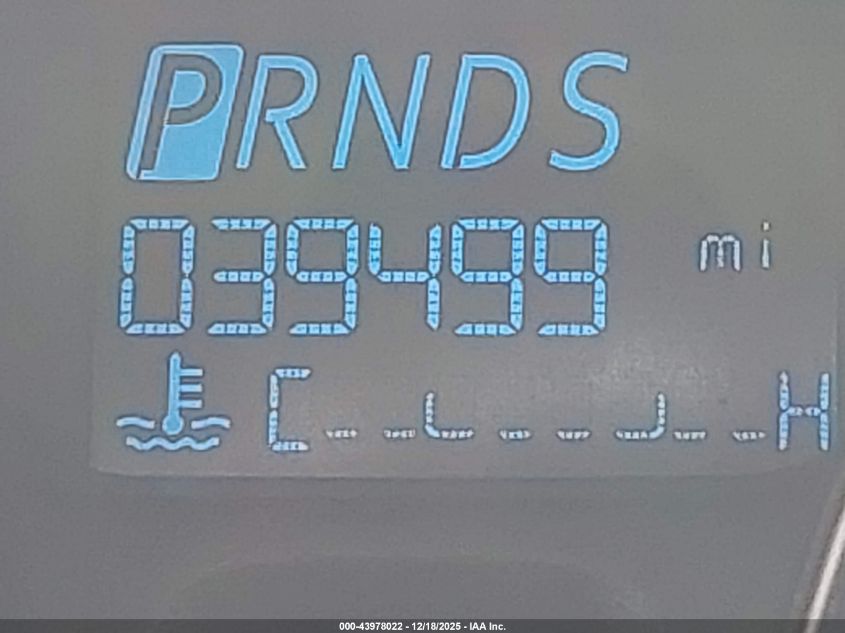 PRNDS
039499 mi
C H
000-43978022 - 12/18/2025 - IAA Inc.